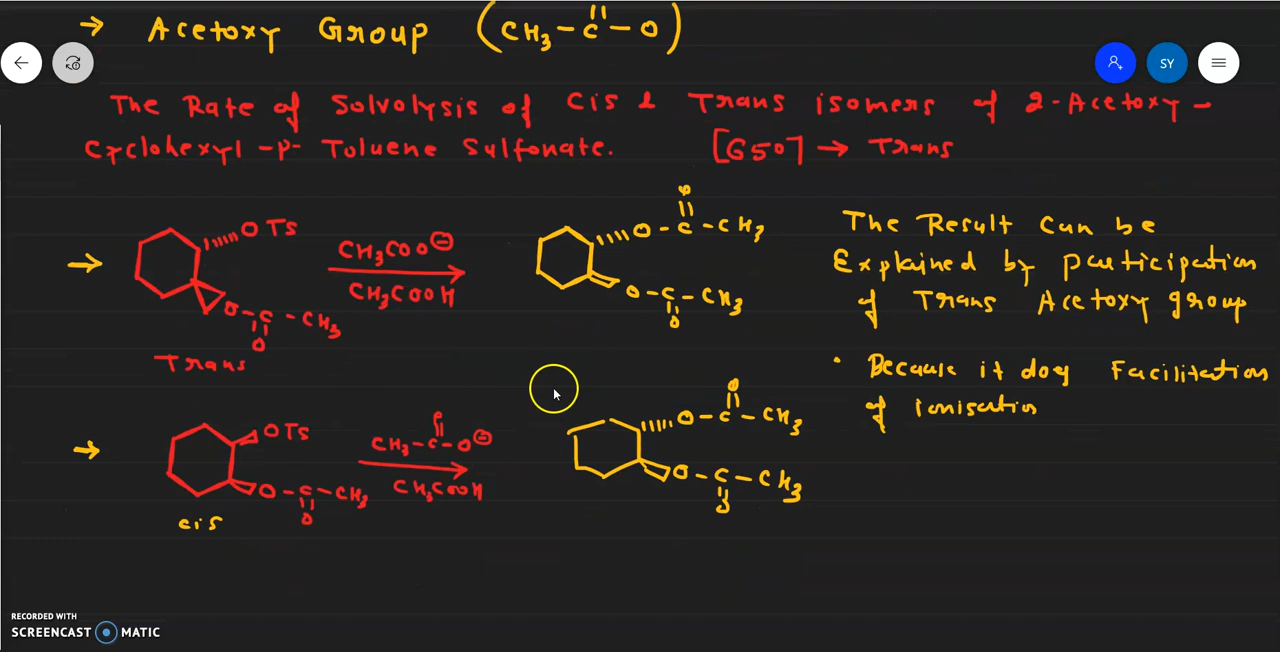 → Acetoxy Group (CH₃-C-O)
SY
The Rate of Solvolysis of Cis & Trans isomers of 2-Acetoxy-
Cyclohexyl -p- Toluene Sulfonate. [650] → Trans
→ OTs
O-C-CH₃
O
Trans
CH₃COO⊖
CH₃COOH
O
O-C-CH₃
O-C-CH₃
O
The Result Can be
Explained by participation
of Trans Acetoxy group
• Because it does Facilitation
of ionisation
→ OTs
O-C-CH₃
O
cis
O
CH₃-C-O⊖
CH₃COOH
O
O-C-CH₃
O-C-CH₃
O
RECORDED WITH
SCREENCAST MATIC